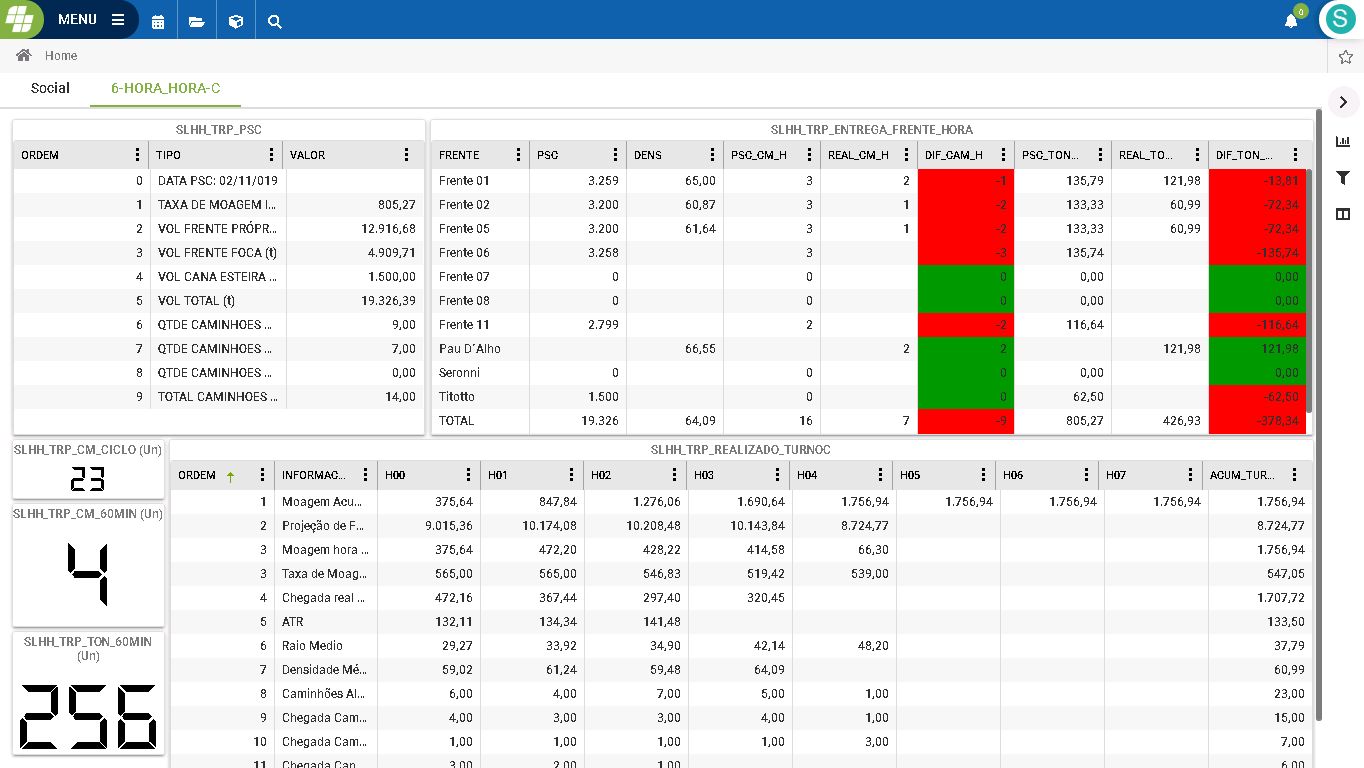 MENU
0
S
Home
Social 6-HORA_HORA-C
SLHH_TRP_PSC
ORDEM TIPO VALOR
0 DATA PSC: 02/11/019
1 TAXA DE MOAGEM I... 805,27
2 VOL FRENTE PRÓPR... 12.916,68
3 VOL FRENTE FOCA (t) 4.909,71
4 VOL CANA ESTEIRA ... 1.500,00
5 VOL TOTAL (t) 19.326,39
6 QTDE CAMINHOES ... 9,00
7 QTDE CAMINHOES ... 7,00
8 QTDE CAMINHOES ... 0,00
9 TOTAL CAMINHOES ... 14,00
SLHH_TRP_ENTREGA_FRENTE_HORA
FRENTE PSC DENS PSC_CM_H REAL_CM_H DIF_CAM_H PSC_TON... REAL_TO... DIF_TON_...
Frente 01 3.259 65,00 3 2 -1 135,79 121,98 -13,81
Frente 02 3.200 60,87 3 1 -2 133,33 60,99 -72,34
Frente 05 3.200 61,64 3 1 -2 133,33 60,99 -72,34
Frente 06 3.258 3 -3 135,74 -135,74
Frente 07 0 0 0 0,00 0,00
Frente 08 0 0 0 0,00 0,00
Frente 11 2.799 2 -2 116,64 -116,64
Pau D´Alho 66,55 2 2 121,98 121,98
Seronni 0 0 0 0,00 0,00
Titotto 1.500 0 0 62,50 -62,50
TOTAL 19.326 64,09 16 7 -9 805,27 426,93 -378,34
SLHH_TRP_CM_CICLO (Un)
23
SLHH_TRP_CM_60MIN (Un)
4
SLHH_TRP_TON_60MIN
(Un)
256
SLHH_TRP_REALIZADO_TURNOC
ORDEM INFORMAC... H00 H01 H02 H03 H04 H05 H06 H07 ACUM_TUR...
1 Moagem Acu... 375,64 847,84 1.276,06 1.690,64 1.756,94 1.756,94 1.756,94 1.756,94 1.756,94
2 Projeção de F... 9.015,36 10.174,08 10.208,48 10.143,84 8.724,77 8.724,77
3 Moagem hora ... 375,64 472,20 428,22 414,58 66,30 1.756,94
3 Taxa de Moag... 565,00 565,00 546,83 519,42 539,00 547,05
4 Chegada real ... 472,16 367,44 297,40 320,45 1.707,72
5 ATR 132,11 134,34 141,48 133,50
6 Raio Medio 29,27 33,92 34,90 42,14 48,20 37,79
7 Densidade Mé... 59,02 61,24 59,48 64,09 60,99
8 Caminhões Al... 6,00 4,00 7,00 5,00 1,00 23,00
9 Chegada Cam... 4,00 3,00 3,00 4,00 1,00 15,00
10 Chegada Cam... 1,00 1,00 1,00 1,00 3,00 7,00
11 Chegada Can... 3,00 2,00 1,00 6,00